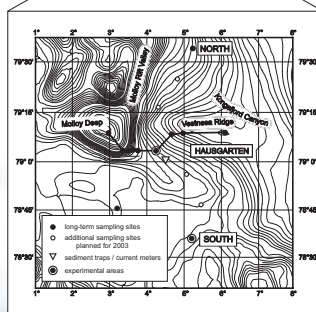 1° 2° 3° 4° 5° 6° 7° 8°
79°30' 79°30'
79°15' 79°15'
79° 0' 79° 0'
78°45' 78°45'
78°30' 78°30'
NORTH
Molloy Rift Valley
Kongsfjord Canyon
Molloy Deep
Vestnesa Ridge
HAUSGARTEN
SOUTH
long-term sampling sites
additional sampling sites
planned for 2003
sediment traps / current meters
experimental areas
1° 2° 3° 4° 5° 6° 7° 8°